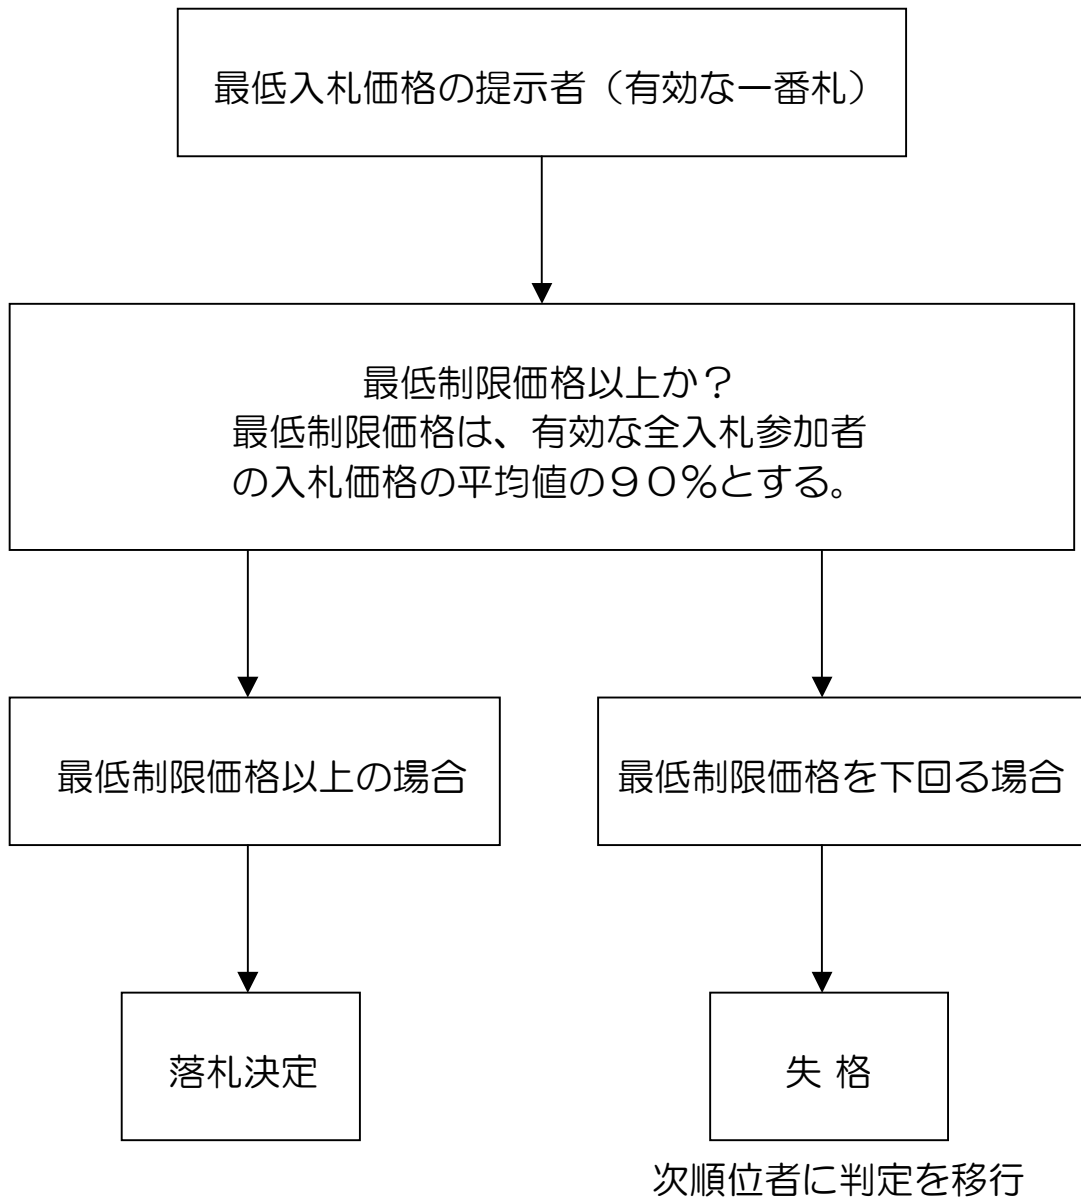 最低入札価格の提示者（有効な一番札）
最低制限価格以上か？
最低制限価格は、有効な全入札参加者
の入札価格の平均値の９０％とする。
最低制限価格以上の場合
最低制限価格を下回る場合
落札決定
失 格
次順位者に判定を移行